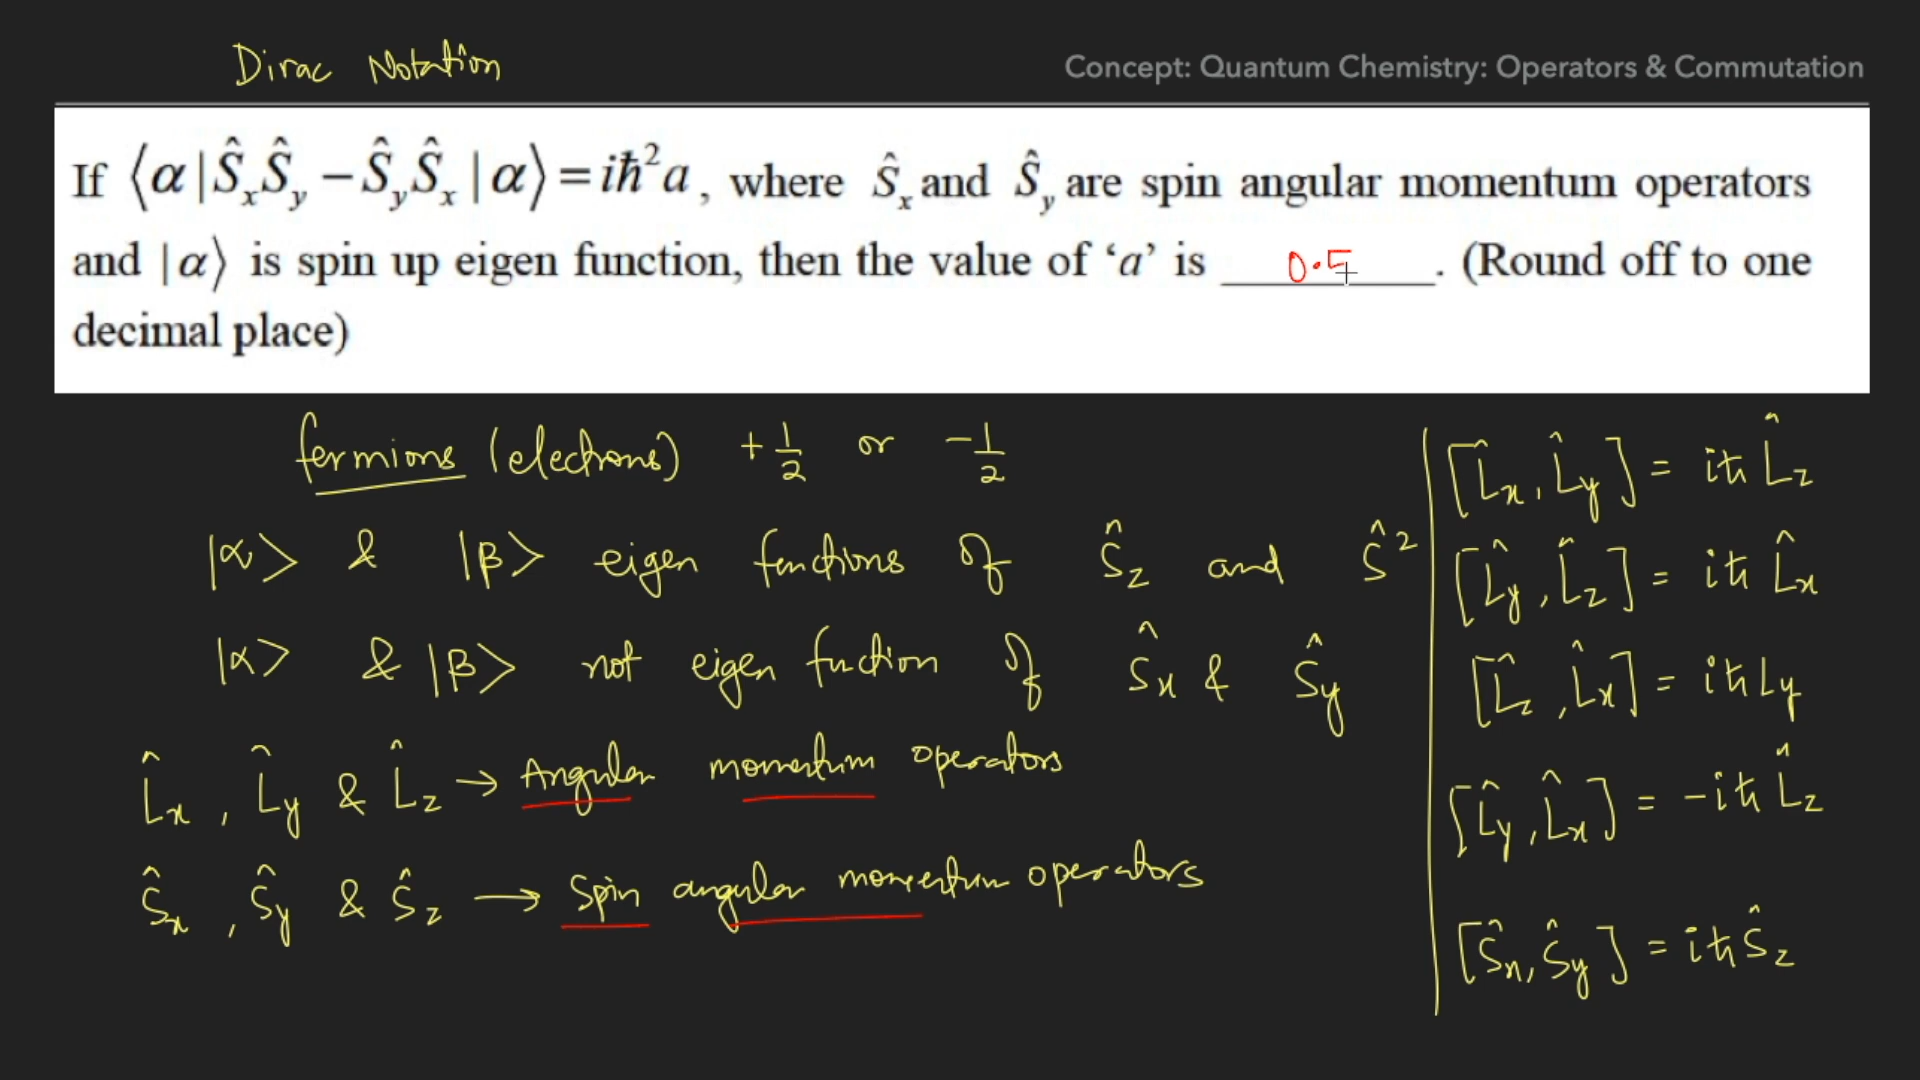 Dirac Notation
Concept: Quantum Chemistry: Operators & Commutation
If ⟨α|ŜxŜy − ŜyŜx|α⟩ = iħ²a, where Ŝx and Ŝy are spin angular momentum operators
and |α⟩ is spin up eigen function, then the value of ‘a’ is 0.5. (Round off to one
decimal place)
fermions (electrons) +1/2 or -1/2
|α> & |β> eigen functions of Ŝz and Ŝ²
|α> & |β> not eigen fuction of Ŝx & Ŝy
L̂x, L̂y & L̂z → Angular momentum operators
Ŝx, Ŝy & Ŝz → Spin angular momentum operators
[L̂x, L̂y] = iħ L̂z
[L̂y, L̂z] = iħ L̂x
[L̂z, L̂x] = iħ Ly
[L̂y, L̂x] = -iħ L̂z
[Ŝx, Ŝy] = iħ Ŝz